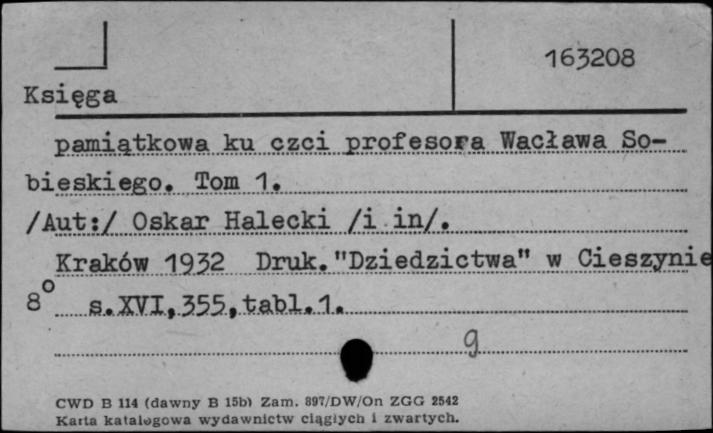 163208
Księga
pamiątkowa ku czci profesora Wacława So-
bieskiego. Tom 1.
/Aut:/ Oskar Halecki /i in/.
Kraków 1932 Druk."Dziedzictwa" w Cieszynie
8° s.XVI,355,tabl.1.
g
CWD B 114 (dawny B 15b) Zam. 897/DW/On ZGG 2542
Karta katalogowa wydawnictw ciągłych i zwartych.